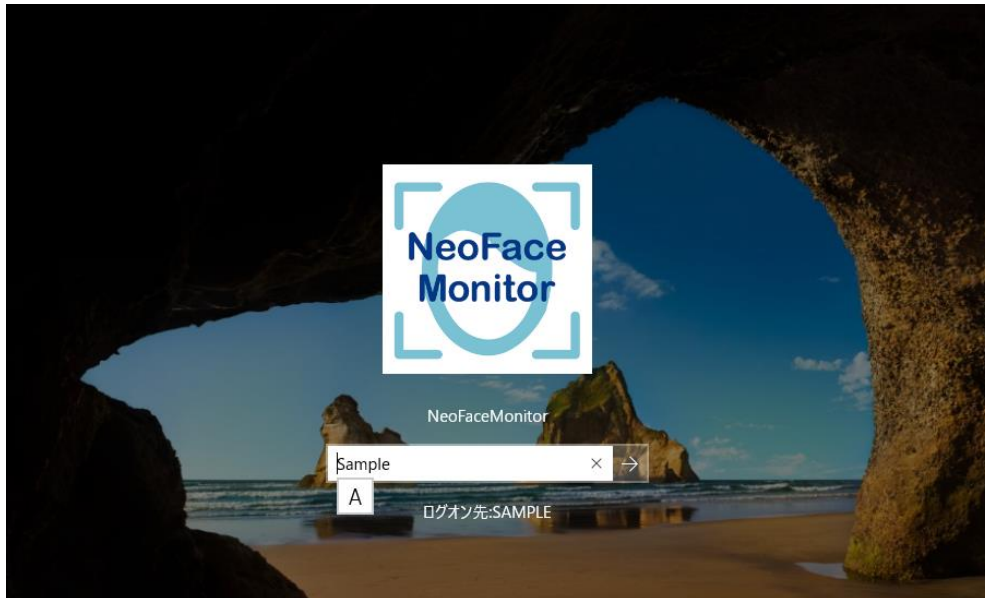 NeoFace
Monitor
NeoFaceMonitor
Sample
A
ログオン先:SAMPLE